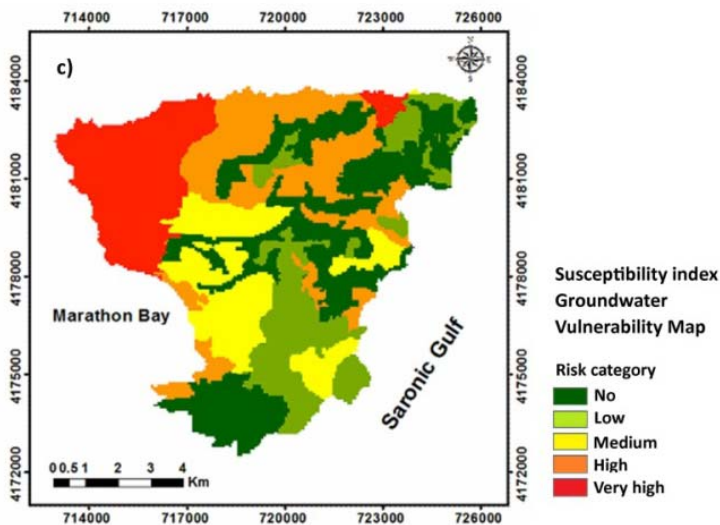 714000 717000 720000 723000 726000
c)
N
S
4184000 4184000
4181000 4181000
4178000 4178000
4175000 4175000
4172000 4172000
Marathon Bay
Saronic Gulf
0 0.5 1 2 3 4
Km
714000 717000 720000 723000 726000
Susceptibility index
Groundwater
Vulnerability Map
Risk category
No
Low
Medium
High
Very high